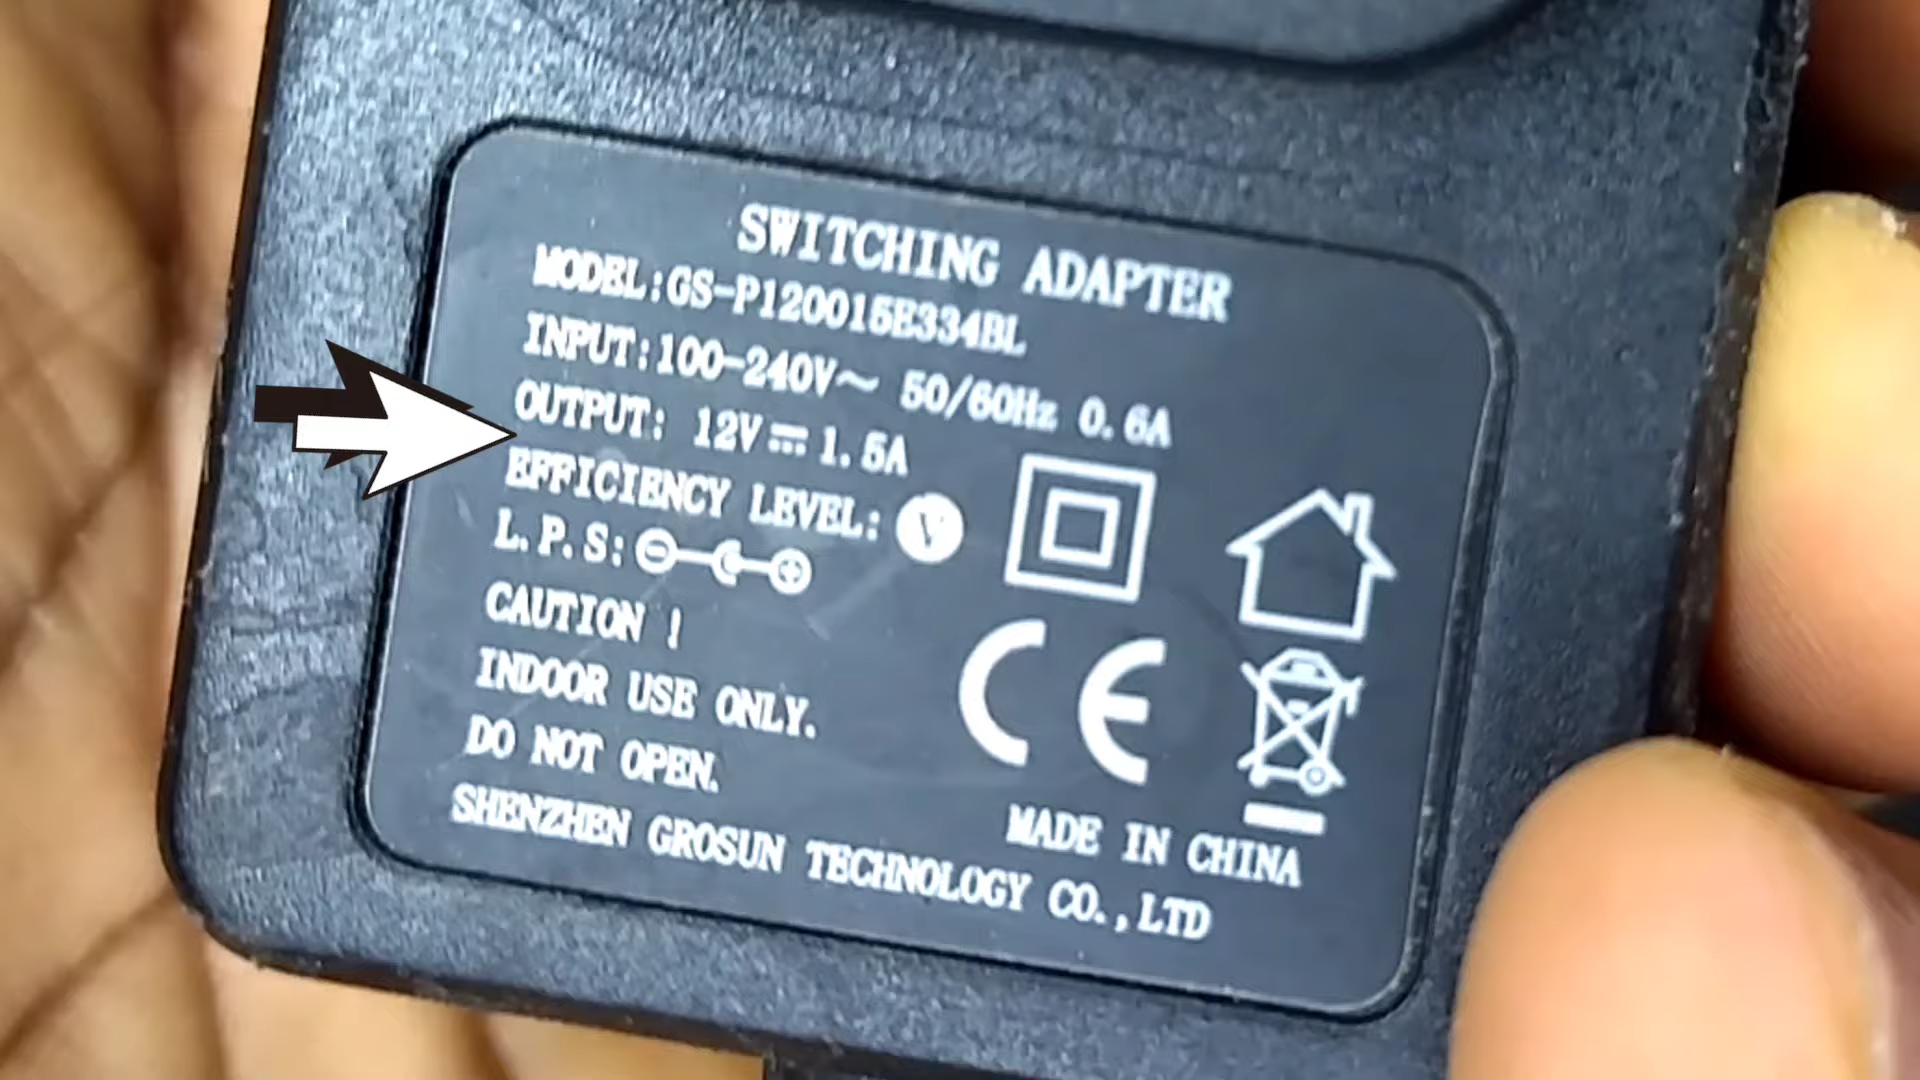 SWITCHING ADAPTER
MODEL:GS-P120015E334BL
INPUT:100-240V～ 50/60Hz 0.6A
OUTPUT: 12V⎓1.5A
EFFICIENCY LEVEL: V
L.P.S:
CAUTION !
INDOOR USE ONLY.
DO NOT OPEN.
CE
MADE IN CHINA
SHENZHEN GROSUN TECHNOLOGY CO.,LTD